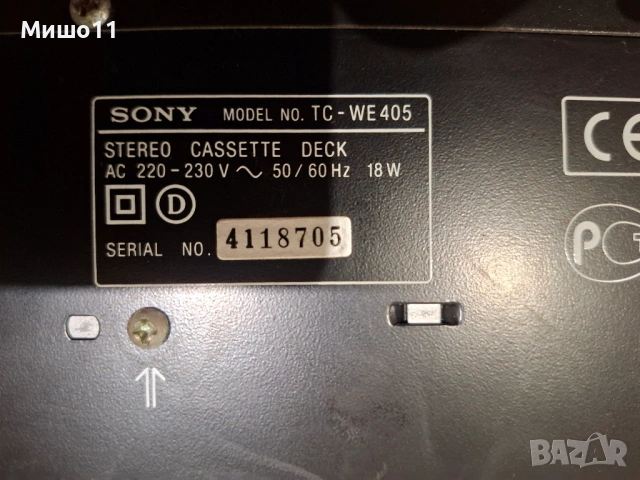 Мишо11
SONY MODEL NO. TC-WE405
STEREO CASSETTE DECK
AC 220-230V ~ 50/60Hz 18W
D
SERIAL NO. 4118705
CE
P
BAZAR